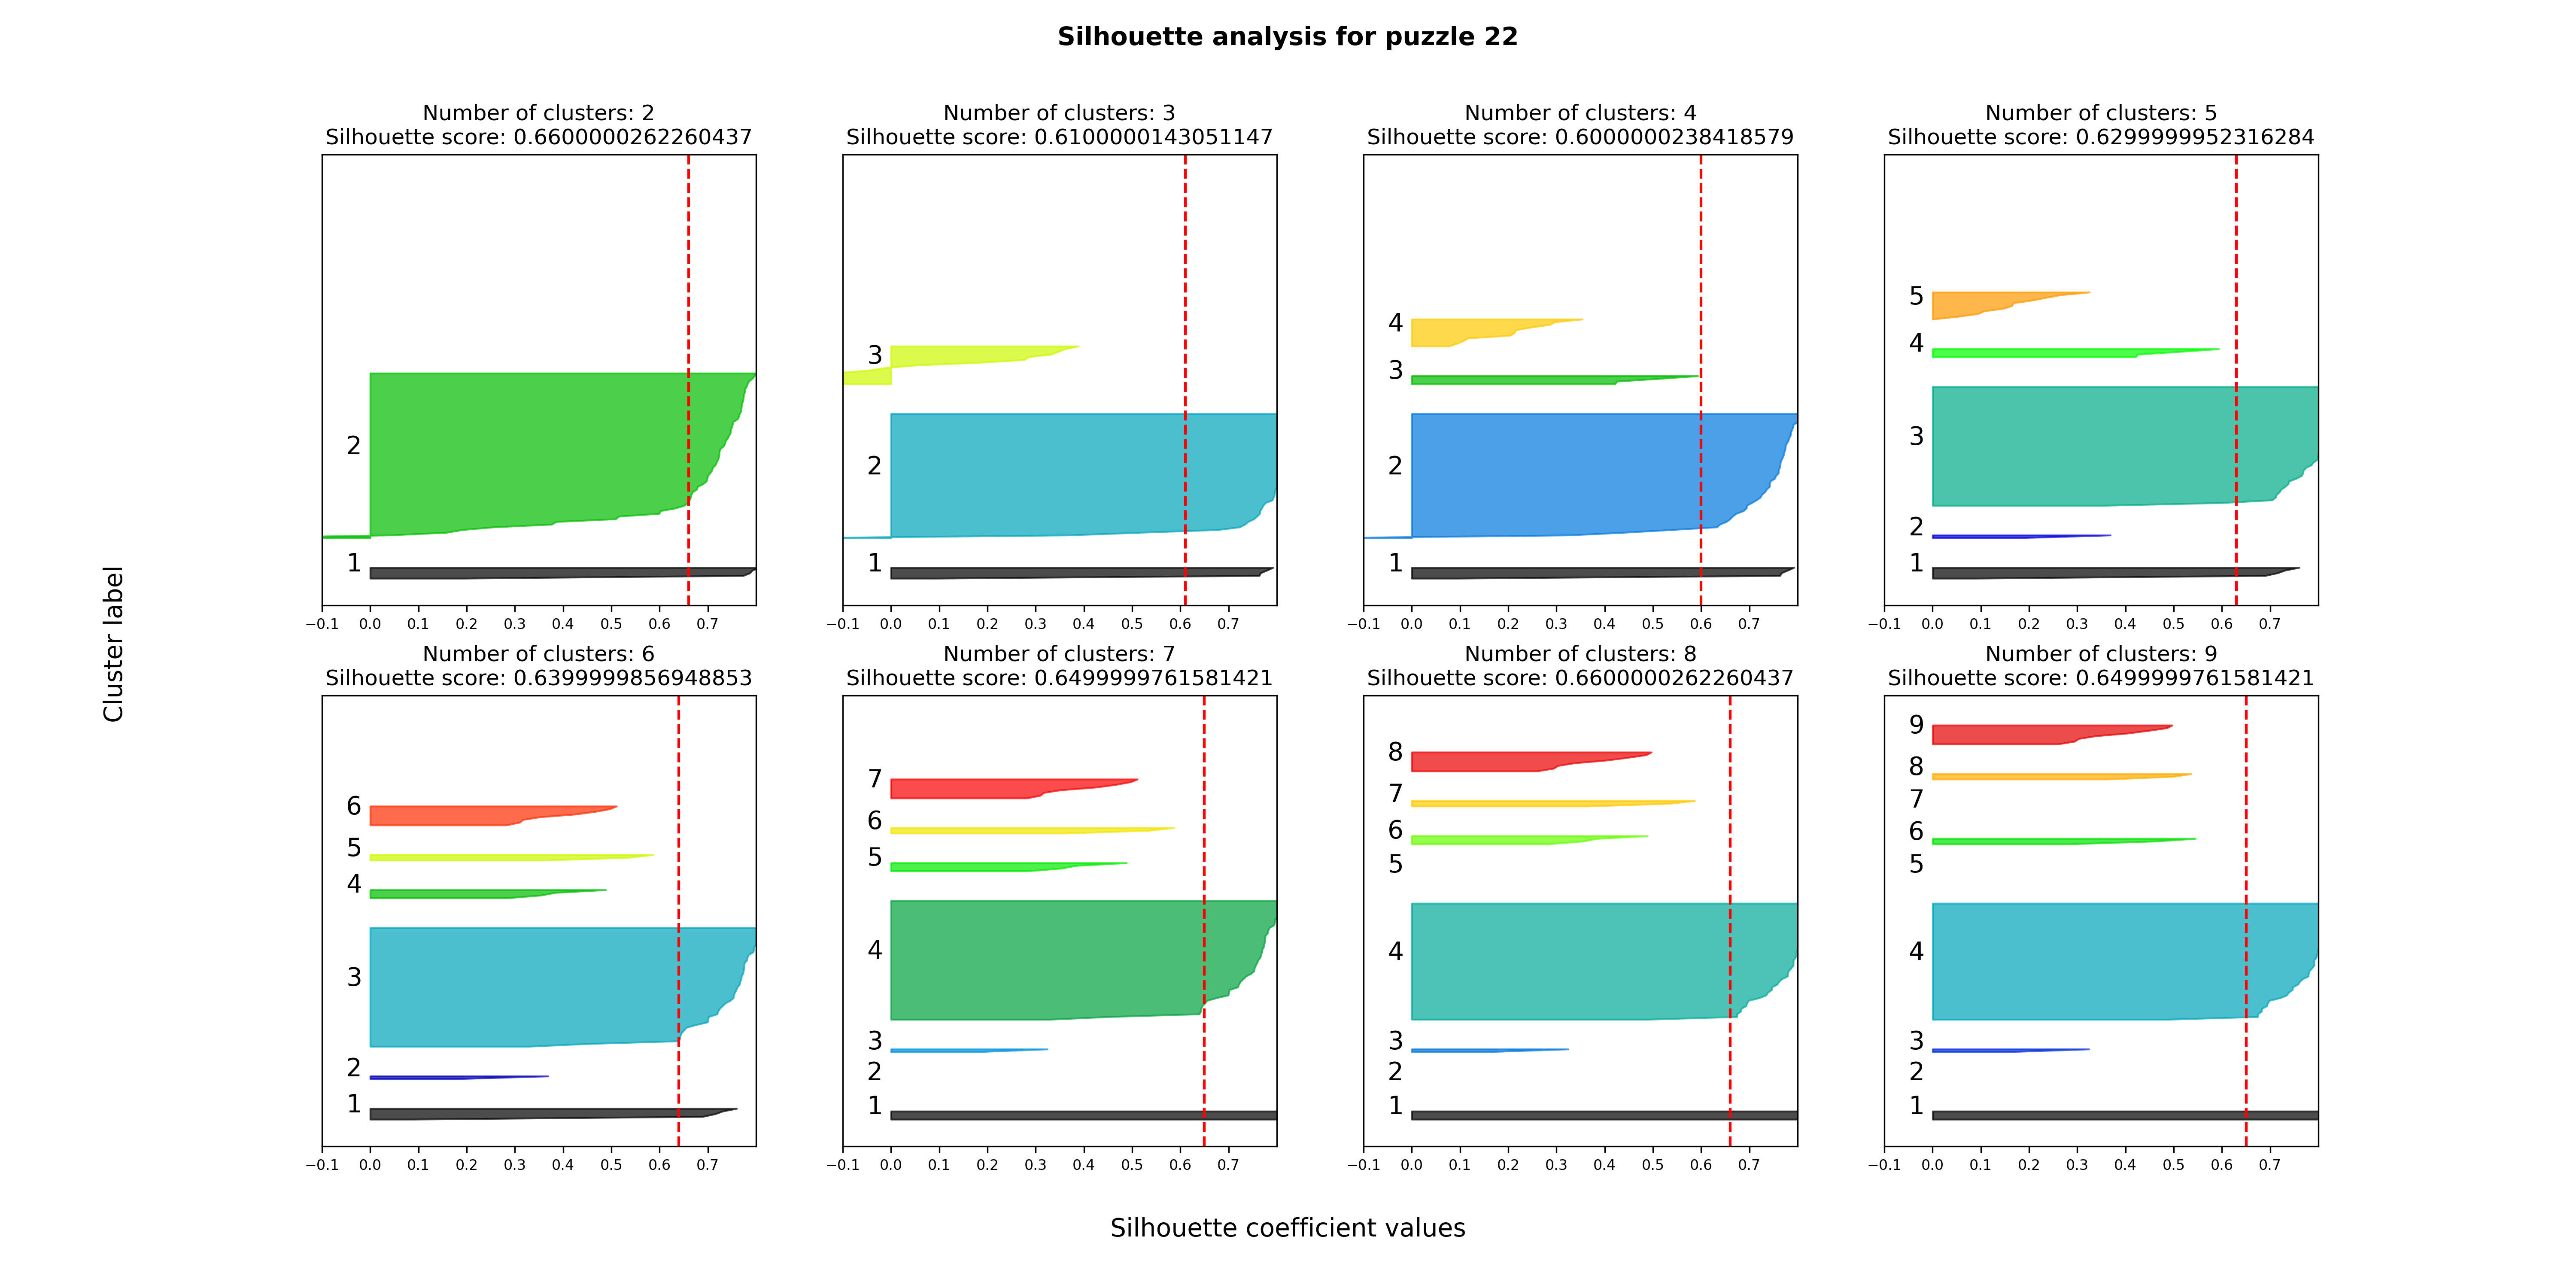 Silhouette analysis for puzzle 22
Number of clusters: 2
Silhouette score: 0.6600000262260437
2
1
−0.1 0.0 0.1 0.2 0.3 0.4 0.5 0.6 0.7
Number of clusters: 3
Silhouette score: 0.6100000143051147
3
2
1
−0.1 0.0 0.1 0.2 0.3 0.4 0.5 0.6 0.7
Number of clusters: 4
Silhouette score: 0.6000000238418579
4
3
2
1
−0.1 0.0 0.1 0.2 0.3 0.4 0.5 0.6 0.7
Number of clusters: 5
Silhouette score: 0.6299999952316284
5
4
3
2
1
−0.1 0.0 0.1 0.2 0.3 0.4 0.5 0.6 0.7
Cluster label
Number of clusters: 6
Silhouette score: 0.6399999856948853
6
5
4
3
2
1
−0.1 0.0 0.1 0.2 0.3 0.4 0.5 0.6 0.7
Number of clusters: 7
Silhouette score: 0.6499999761581421
7
6
5
4
3
2
1
−0.1 0.0 0.1 0.2 0.3 0.4 0.5 0.6 0.7
Number of clusters: 8
Silhouette score: 0.6600000262260437
8
7
6
5
4
3
2
1
−0.1 0.0 0.1 0.2 0.3 0.4 0.5 0.6 0.7
Number of clusters: 9
Silhouette score: 0.6499999761581421
9
8
7
6
5
4
3
2
1
−0.1 0.0 0.1 0.2 0.3 0.4 0.5 0.6 0.7
Silhouette coefficient values